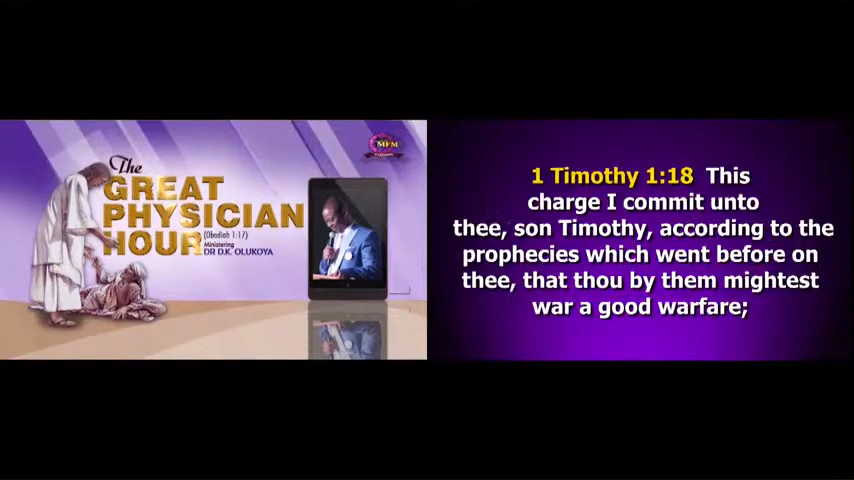 The
GREAT
PHYSICIAN
HOUR
(Obadiah 1:17)
Ministering
DR D.K. OLUKOYA
MFM
1 Timothy 1:18 This
charge I commit unto
thee, son Timothy, according to the
prophecies which went before on
thee, that thou by them mightest
war a good warfare;